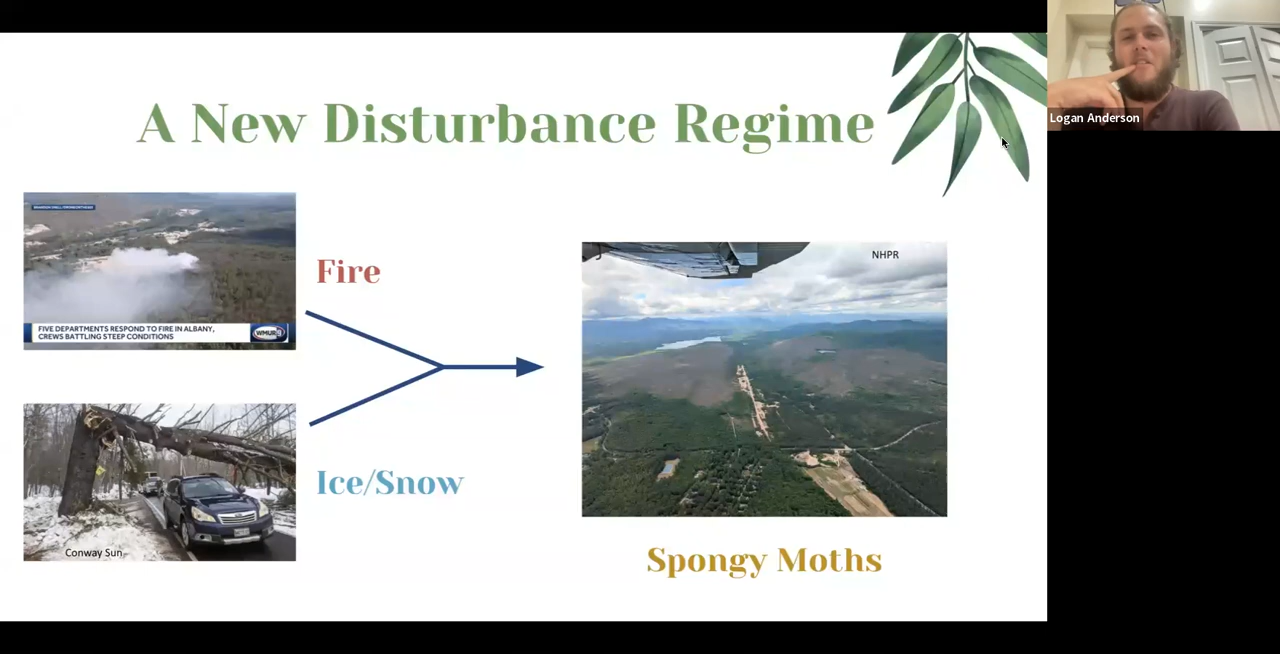 A New Disturbance Regime
Logan Anderson
Fire
FIVE DEPARTMENTS RESPOND TO FIRE IN ALBANY,
CREWS BATTLING STEEP CONDITIONS
WMUR
NHPR
Ice/Snow
Conway Sun
Spongy Moths